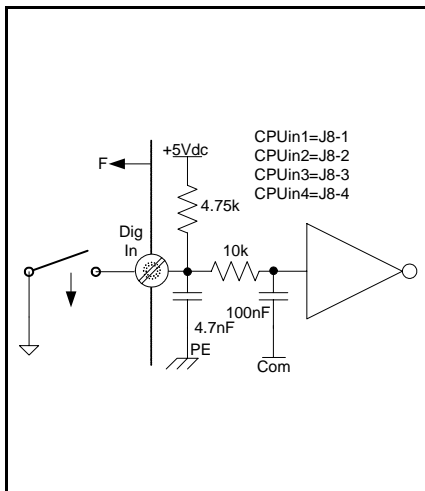 +5Vdc
CPUin1=J8-1
CPUin2=J8-2
CPUin3=J8-3
CPUin4=J8-4
F
4.75k
Dig
In
10k
4.7nF
100nF
PE
Com